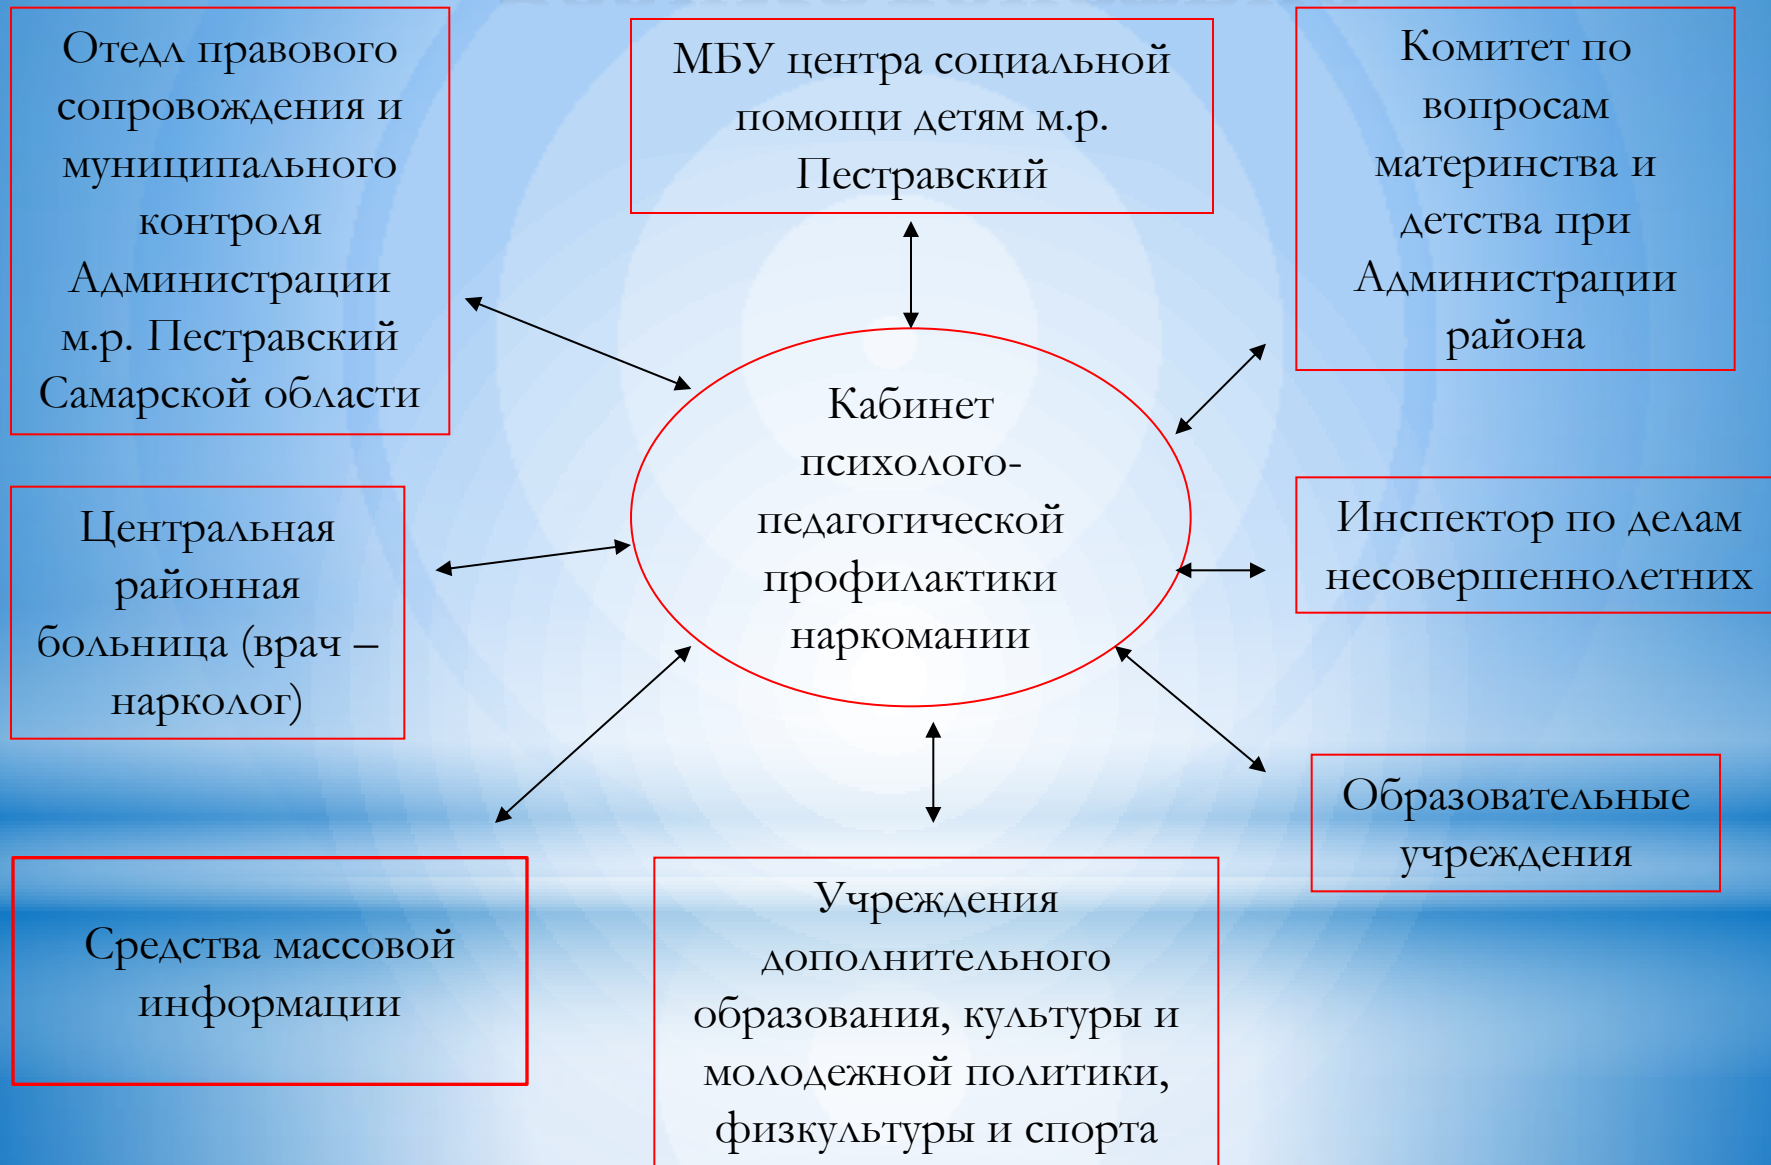 Отедл правового
сопровождения и
муниципального
контроля
Администрации
м.р. Пестравский
Самарской области
МБУ центра социальной
помощи детям м.р.
Пестравский
Комитет по
вопросам
материнства и
детства при
Администрации
района
Кабинет
психолого-
педагогической
профилактики
наркомании
Центральная
районная
больница (врач –
нарколог)
Инспектор по делам
несовершеннолетних
Образовательные
учреждения
Средства массовой
информации
Учреждения
дополнительного
образования, культуры и
молодежной политики,
физкультуры и спорта